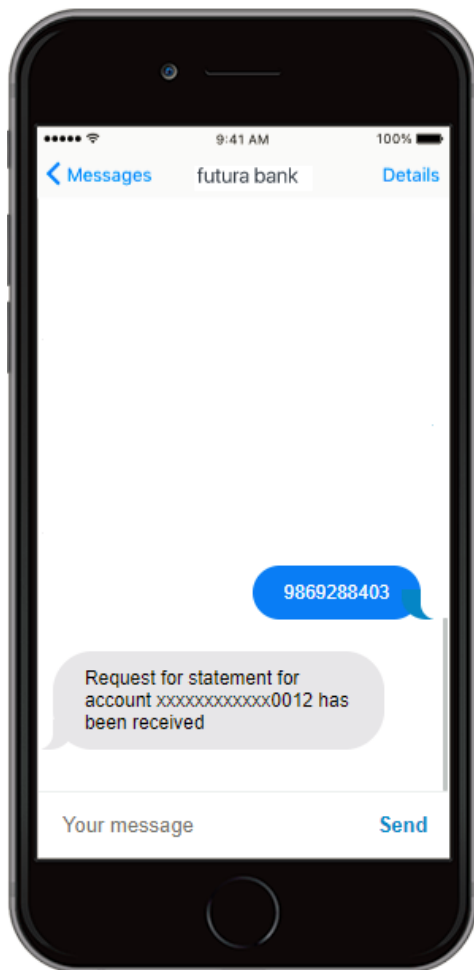 9:41 AM
100%
Messages
futura bank
Details
9869288403
Request for statement for
account xxxxxxxxxxxx0012 has
been received
Your message
Send